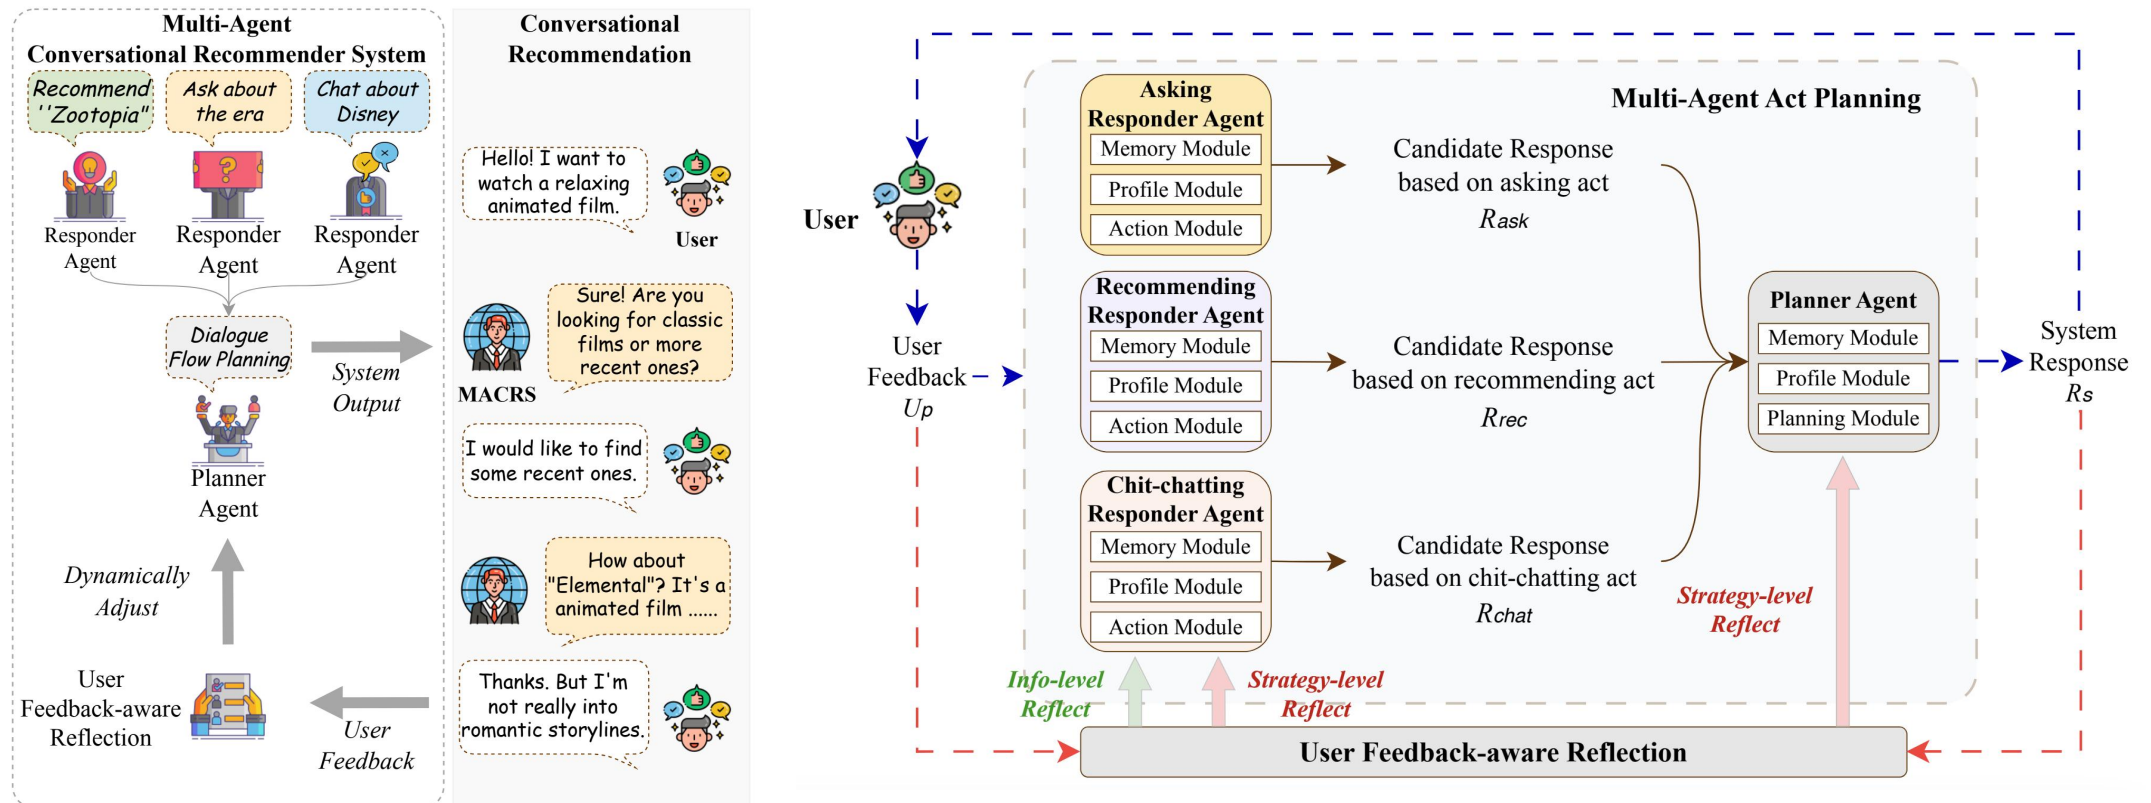 Multi-Agent
Conversational Recommender System
Recommend
''Zootopia"
Ask about
the era
Chat about
Disney
Responder
Agent
Responder
Agent
Responder
Agent
Dialogue
Flow Planning
System
Output
Planner
Agent
Dynamically
Adjust
User
Feedback-aware
Reflection
User
Feedback
Conversational
Recommendation
Hello! I want to
watch a relaxing
animated film.
User
Sure! Are you
looking for classic
films or more
recent ones?
MACRS
I would like to find
some recent ones.
How about
"Elemental"? It's a
animated film ......
Thanks. But I'm
not really into
romantic storylines.
User
User
Feedback
Up
Multi-Agent Act Planning
Asking
Responder Agent
Memory Module
Profile Module
Action Module
Candidate Response
based on asking act
Rask
Recommending
Responder Agent
Memory Module
Profile Module
Action Module
Candidate Response
based on recommending act
Rrec
Chit-chatting
Responder Agent
Memory Module
Profile Module
Action Module
Candidate Response
based on chit-chatting act
Rchat
Planner Agent
Memory Module
Profile Module
Planning Module
System
Response
Rs
Info-level
Reflect
Strategy-level
Reflect
Strategy-level
Reflect
User Feedback-aware Reflection